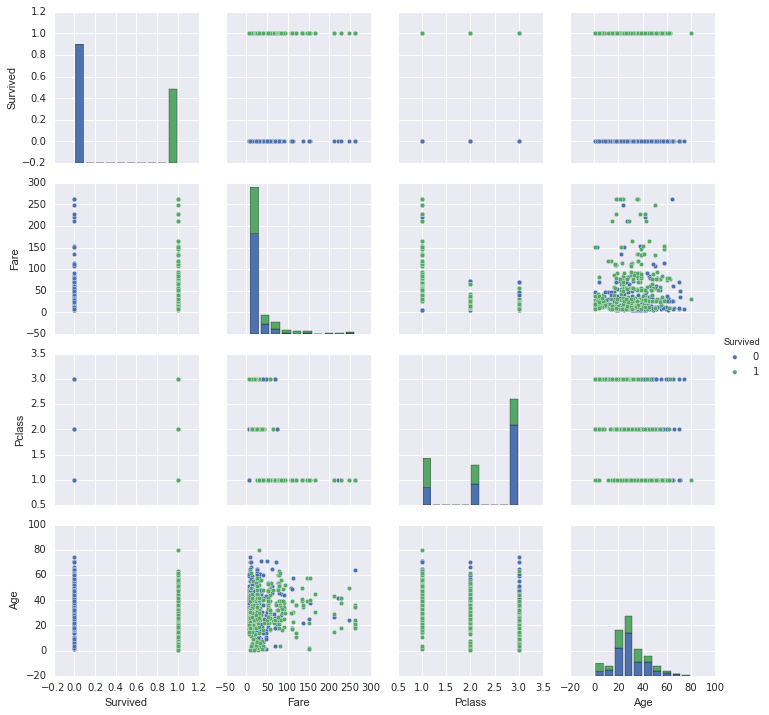 1.2
1.0
0.8
0.6
0.4
0.2
0.0
−0.2
Survived
300
250
200
150
100
50
0
−50
Fare
3.5
3.0
2.5
2.0
1.5
1.0
0.5
Pclass
100
80
60
40
20
0
−20
Age
−0.2 0.0 0.2 0.4 0.6 0.8 1.0 1.2
Survived
−50 0 50 100 150 200 250 300
Fare
0.5 1.0 1.5 2.0 2.5 3.0 3.5
Pclass
−20 0 20 40 60 80 100
Age
Survived
0
1